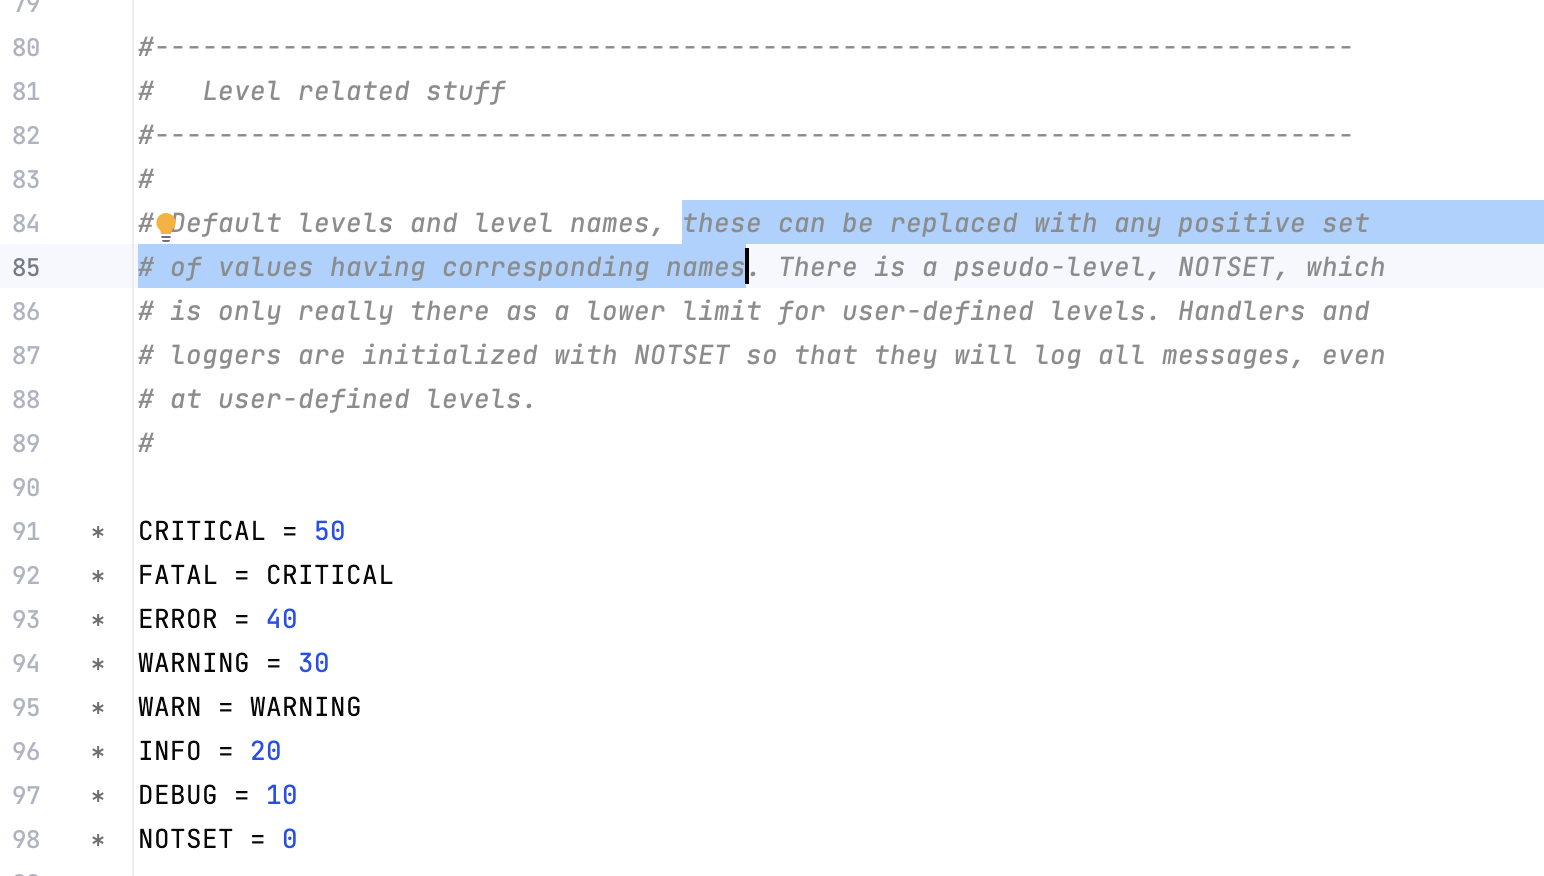 79
80 #---------------------------------------------------------------------------
81 #   Level related stuff
82 #---------------------------------------------------------------------------
83 #
84 # Default levels and level names, these can be replaced with any positive set
85 # of values having corresponding names. There is a pseudo-level, NOTSET, which
86 # is only really there as a lower limit for user-defined levels. Handlers and
87 # loggers are initialized with NOTSET so that they will log all messages, even
88 # at user-defined levels.
89 #
90
91 * CRITICAL = 50
92 * FATAL = CRITICAL
93 * ERROR = 40
94 * WARNING = 30
95 * WARN = WARNING
96 * INFO = 20
97 * DEBUG = 10
98 * NOTSET = 0